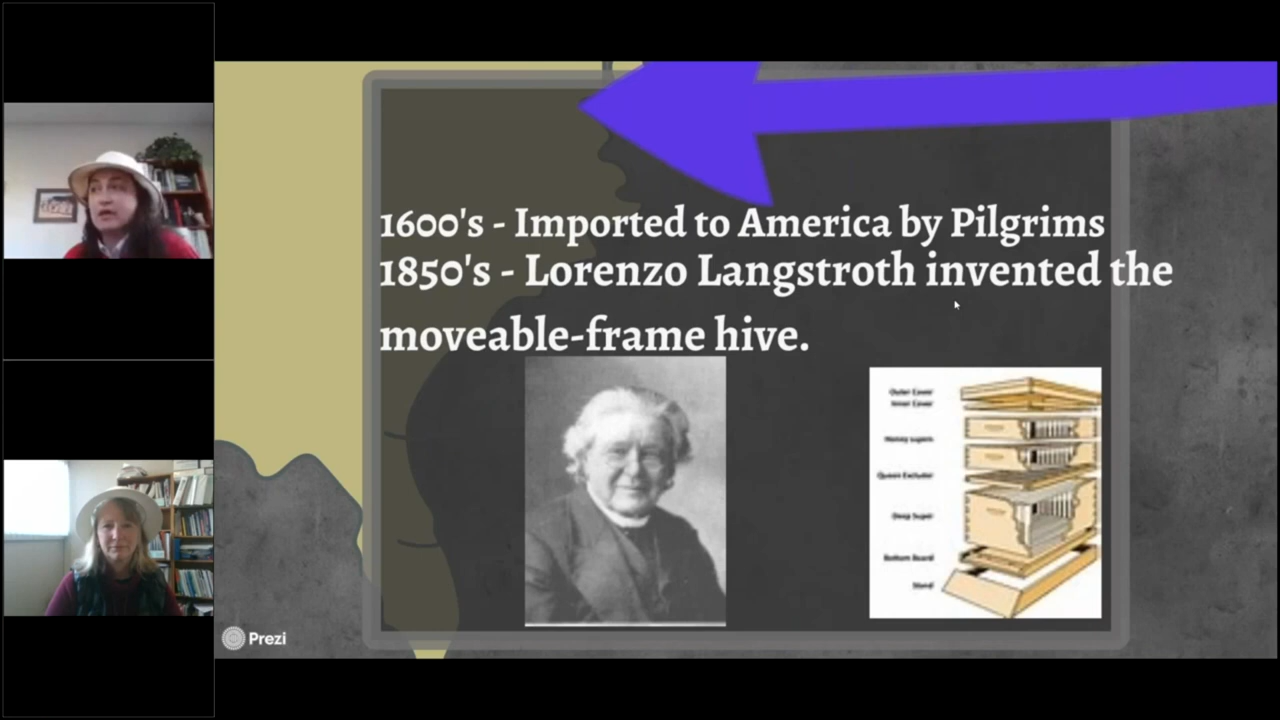 1600's - Imported to America by Pilgrims
1850's - Lorenzo Langstroth invented the
moveable-frame hive.
Outer Cover
Inner Cover
Honey supers
Queen Excluder
Deep Super
Bottom Board
Stand
Prezi